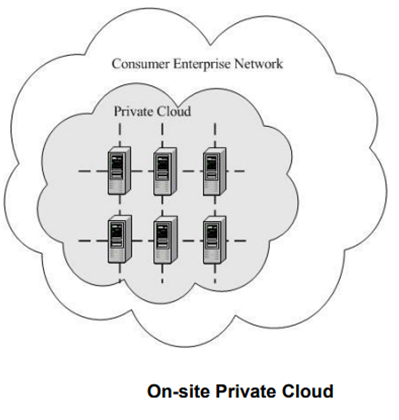 Consumer Enterprise Network
Private Cloud
On-site Private Cloud